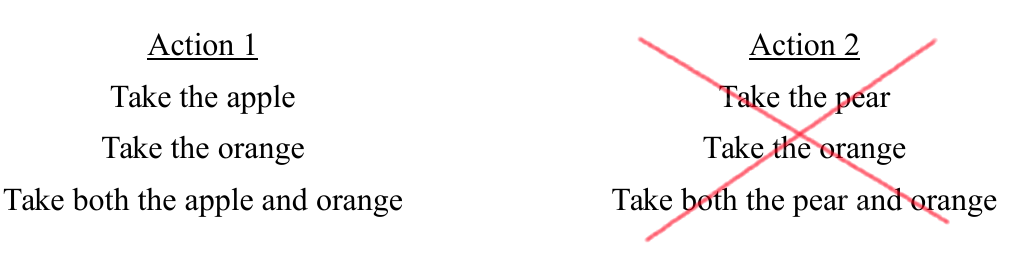 Action 1
Take the apple
Take the orange
Take both the apple and orange
Action 2
Take the pear
Take the orange
Take both the pear and orange